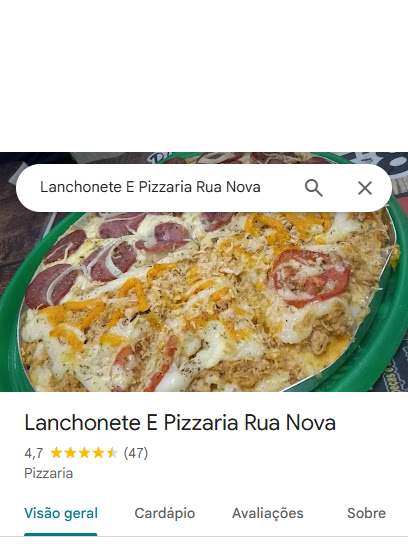 Lanchonete E Pizzaria Rua Nova
Lanchonete E Pizzaria Rua Nova
4,7 (47)
Pizzaria
Visão geral Cardápio Avaliações Sobre